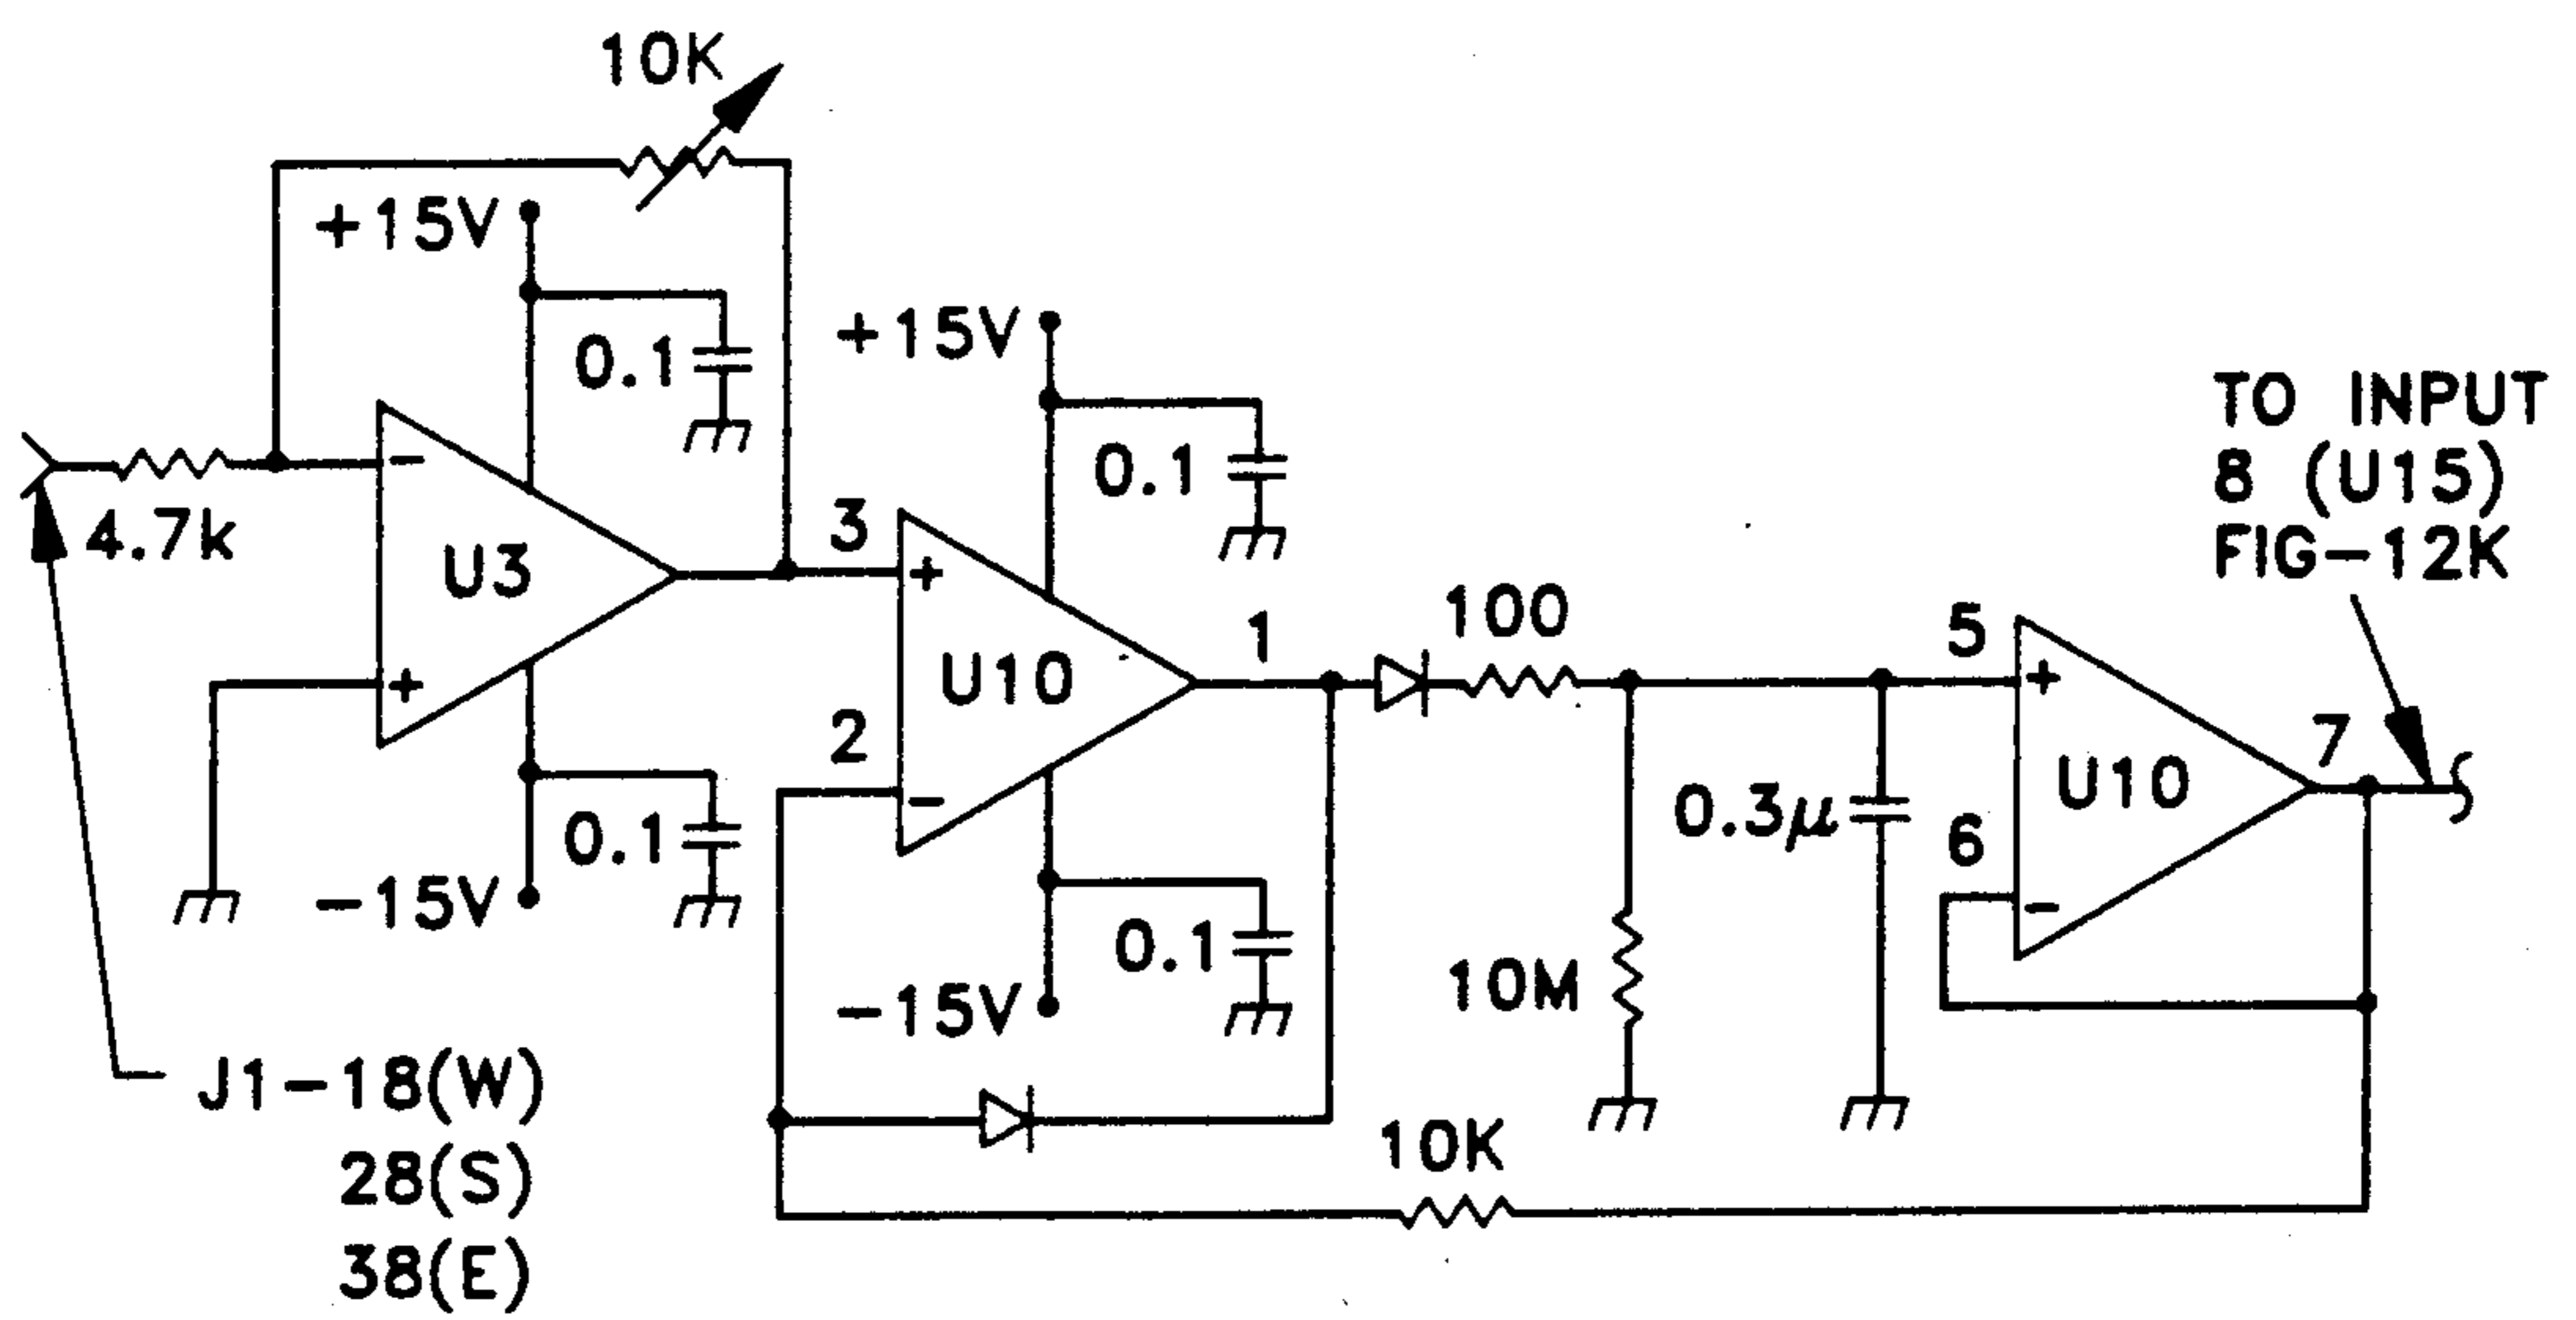 10K
+15V
0.1
+15V
0.1
TO INPUT
8 (U15)
FIG-12K
4.7k
-
U3
+
3
+
U10
1
100
5
+
U10
7
2
-
0.1
-15V
0.3µ
6
-
0.1
-15V
10M
J1-18(W)
28(S)
38(E)
10K